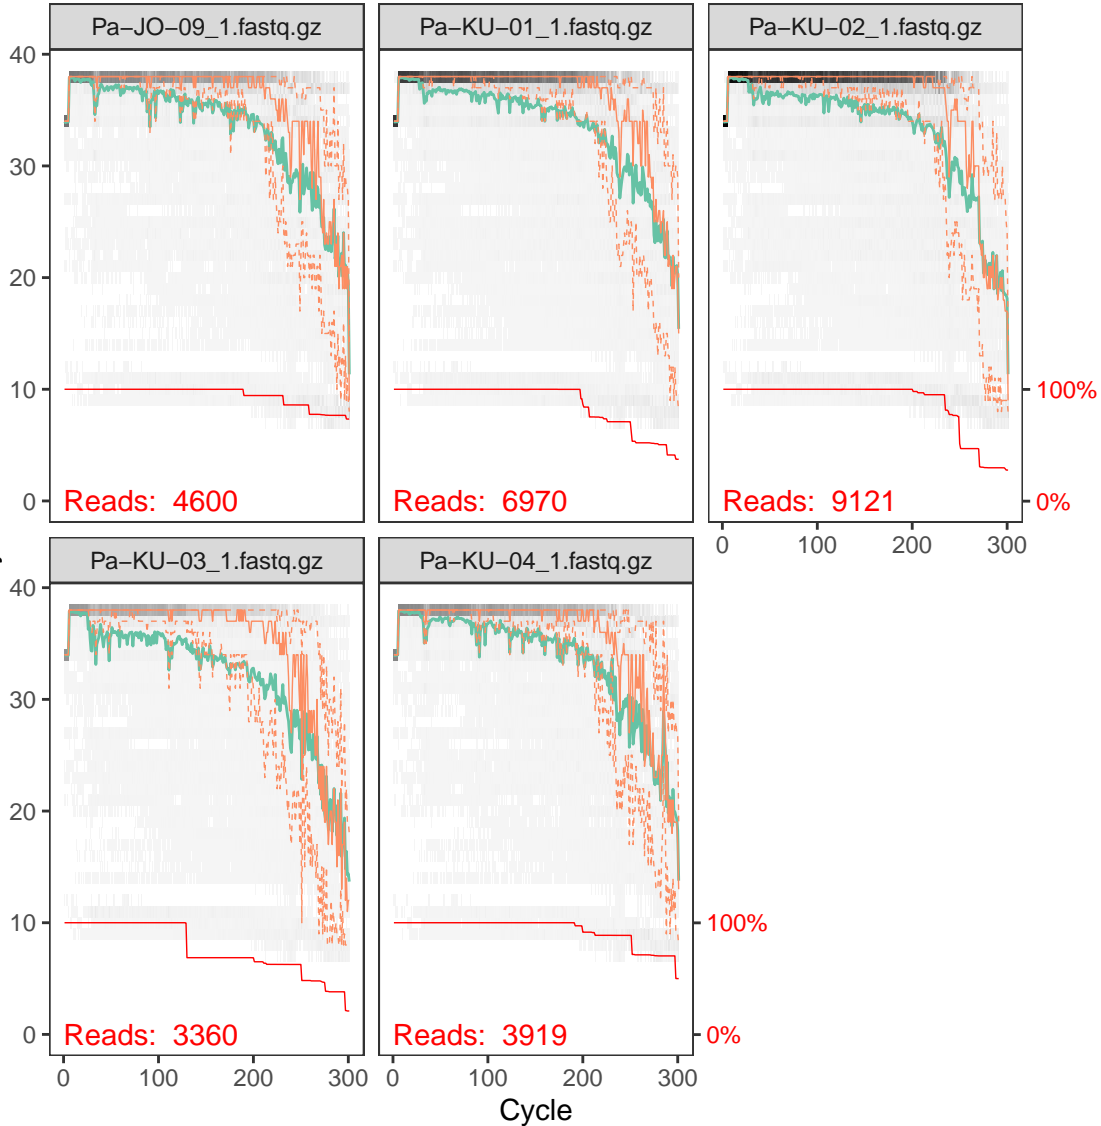 Pa−JO−09_1.fastq.gz Pa−KU−01_1.fastq.gz Pa−KU−02_1.fastq.gz
40
30
20
10 100%
0 Reads: 4600 Reads: 6970 Reads: 9121 0%
0 100 200 300
Pa−KU−03_1.fastq.gz Pa−KU−04_1.fastq.gz
40
30
20
10 100%
0 Reads: 3360 Reads: 3919 0%
0 100 200 300 0 100 200 300
Cycle